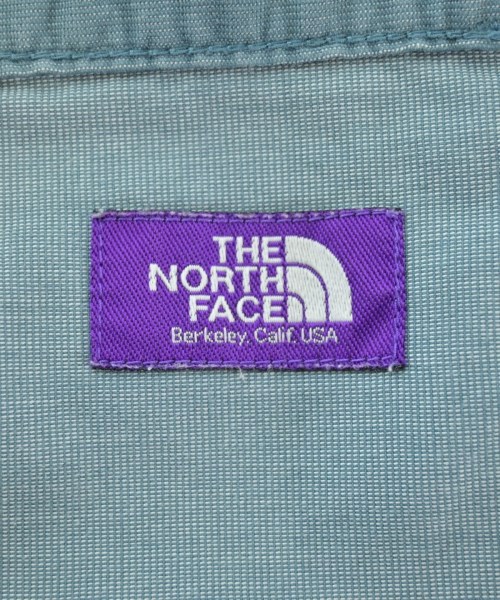 THE
NORTH
FACE
Berkeley, Calif. USA